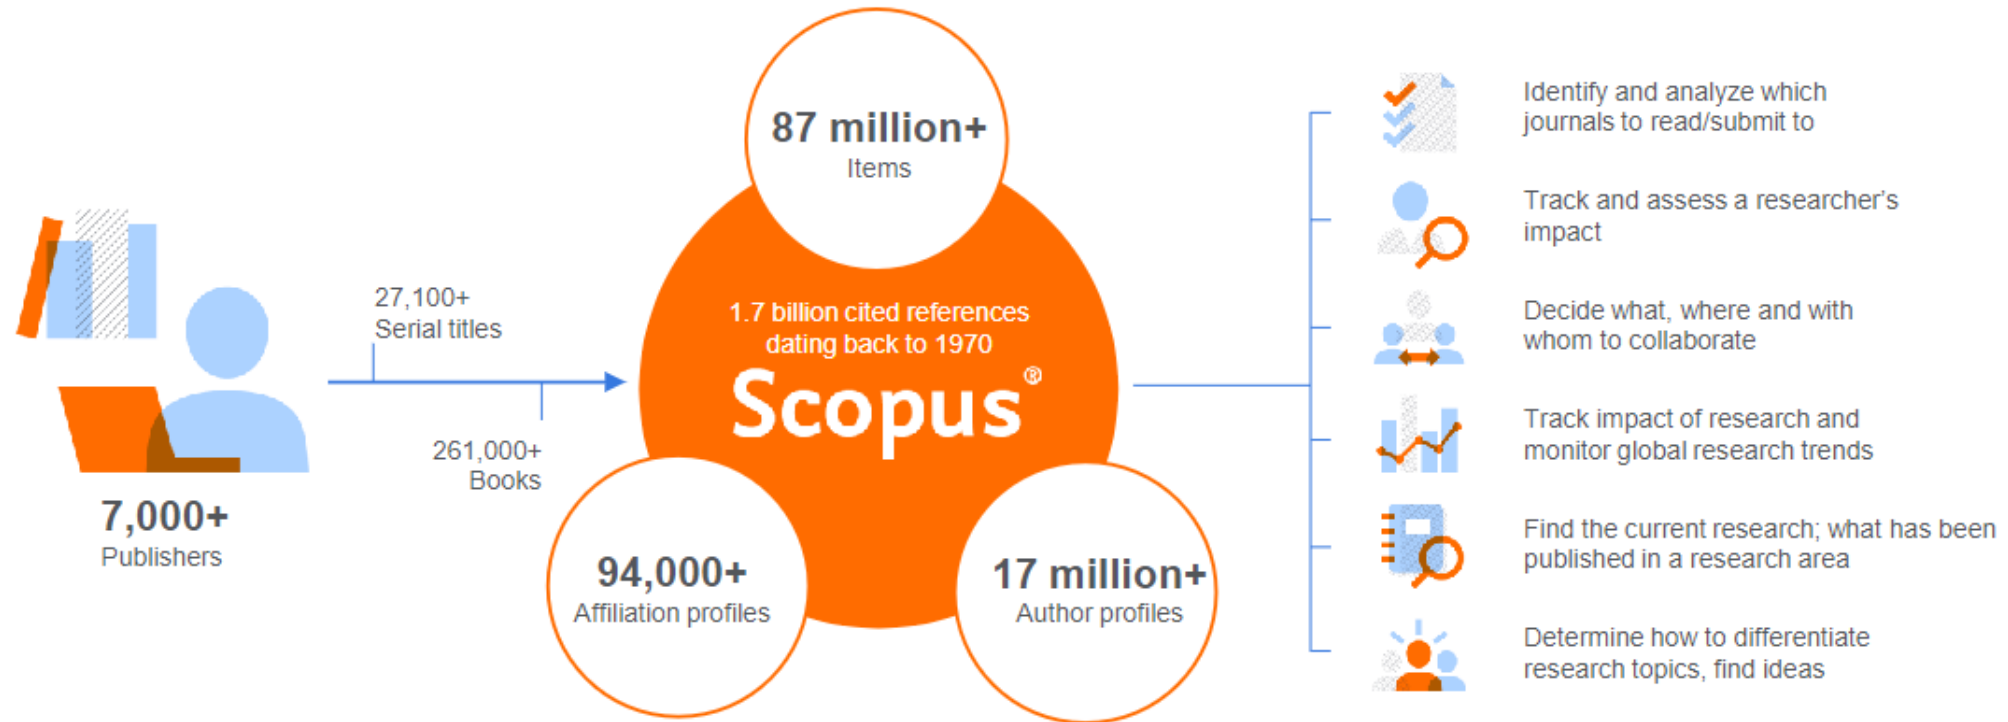 7,000+
Publishers
27,100+
Serial titles
261,000+
Books
87 million+
Items
1.7 billion cited references
dating back to 1970
Scopus®
94,000+
Affiliation profiles
17 million+
Author profiles
Identify and analyze which
journals to read/submit to
Track and assess a researcher's
impact
Decide what, where and with
whom to collaborate
Track impact of research and
monitor global research trends
Find the current research; what has been
published in a research area
Determine how to differentiate
research topics, find ideas